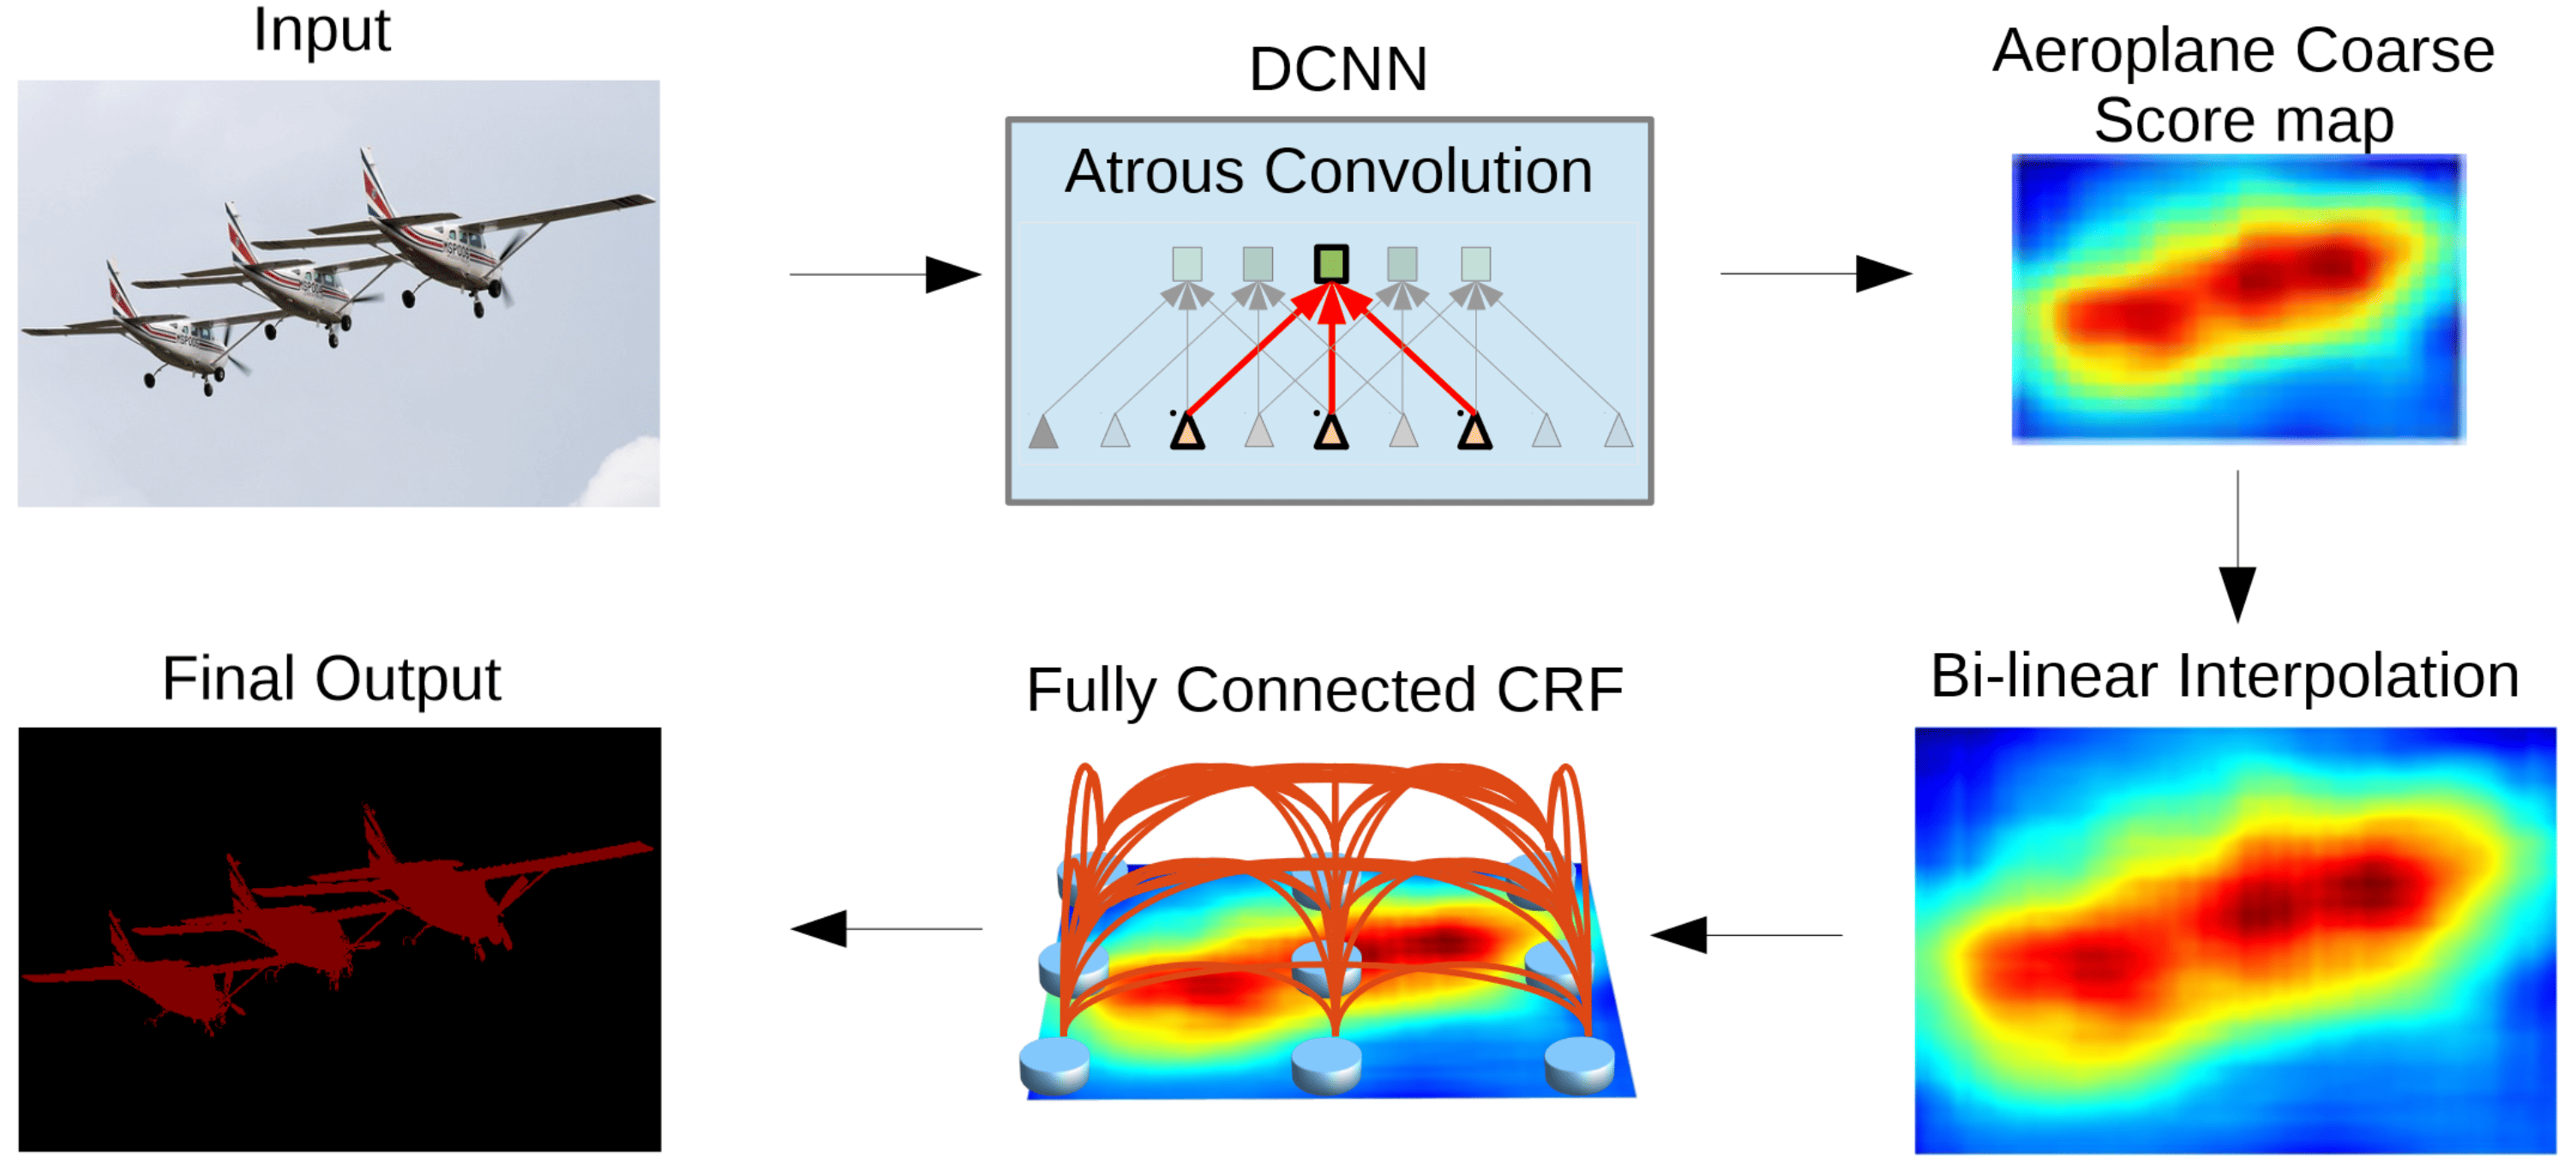 Input
DCNN
Aeroplane Coarse
Score map
Atrous Convolution
Final Output
Fully Connected CRF
Bi-linear Interpolation